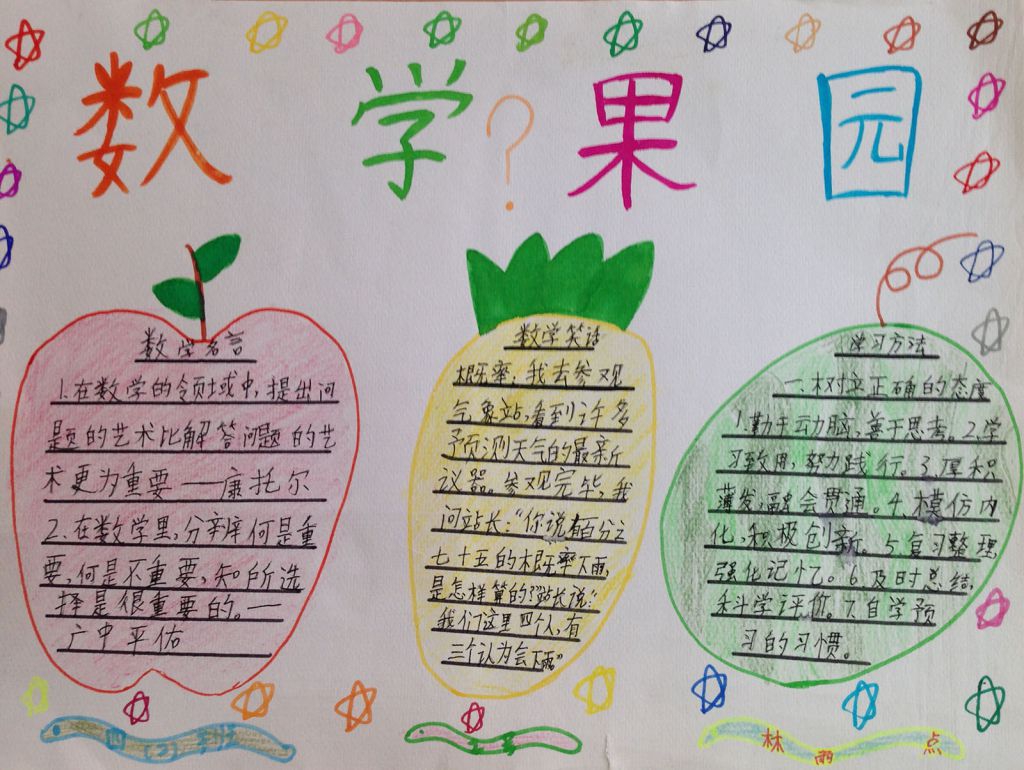 数学?果园
数学名言
1.在数学的领域中,提出问
题的艺术比解答问题的艺
术更为重要——康托尔
2.在数学里,分辨何是重
要,何是不重要,知所选
择是很重要的。——
广中平佑
数学笑话
概率:我去参观
气象站,看到许多
预测天气的最新
议器。参观完毕,我
问站长:“你说有百分之
七十五的概率下雨,
是怎样算的?”站长说:“
我们这里四个人,有
三个认为会下雨”
学习方法
一、树立正确的态度
1.勤于动脑,善于思考。2.学
习致用,努力践行。3.厚积
薄发,融会贯通。4.模仿内
化,积极创新。5.复习整理,
强化记忆。6.及时总结,
科学评价。7.自学预
习的习惯。
四(2)班
林雨点